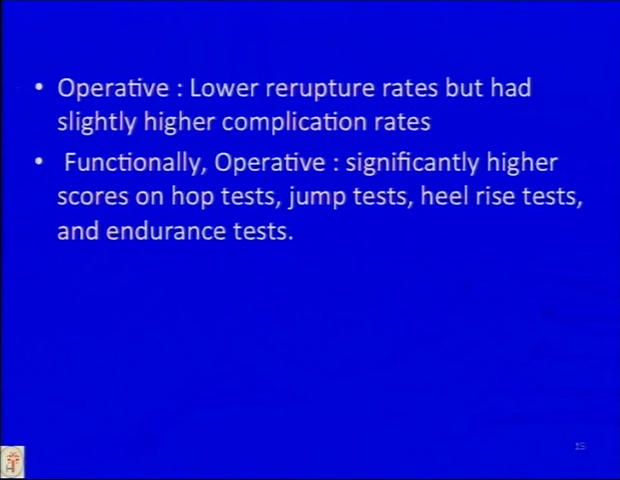 • Operative : Lower rerupture rates but had
slightly higher complication rates
• Functionally, Operative : significantly higher
scores on hop tests, jump tests, heel rise tests,
and endurance tests.
15